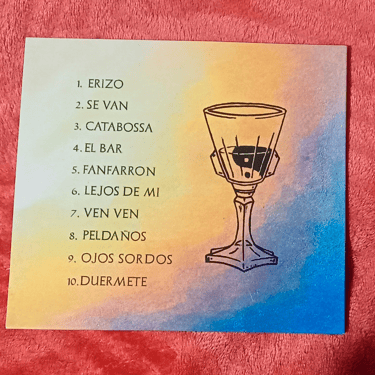 1. ERIZO
2. SE VAN
3. CATABOSSA
4. EL BAR
5. FANFARRON
6. LEJOS DE MI
7. VEN VEN
8. PELDAÑOS
9. OJOS SORDOS
10. DUERMETE